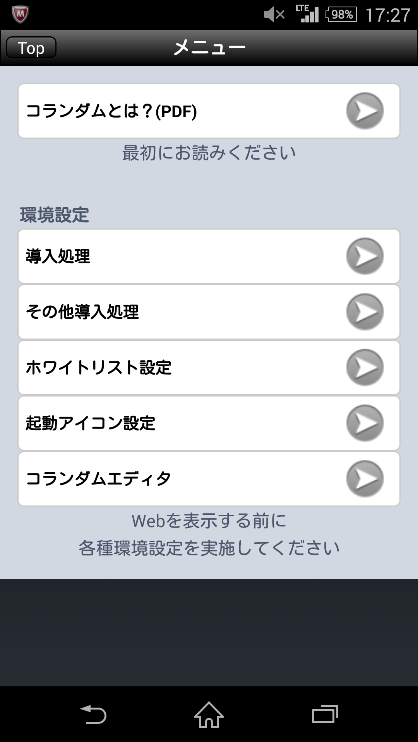 LTE 98% 17:27
Top メニュー
コランダムとは？(PDF)
最初にお読みください
環境設定
導入処理
その他導入処理
ホワイトリスト設定
起動アイコン設定
コランダムエディタ
Webを表示する前に
各種環境設定を実施してください